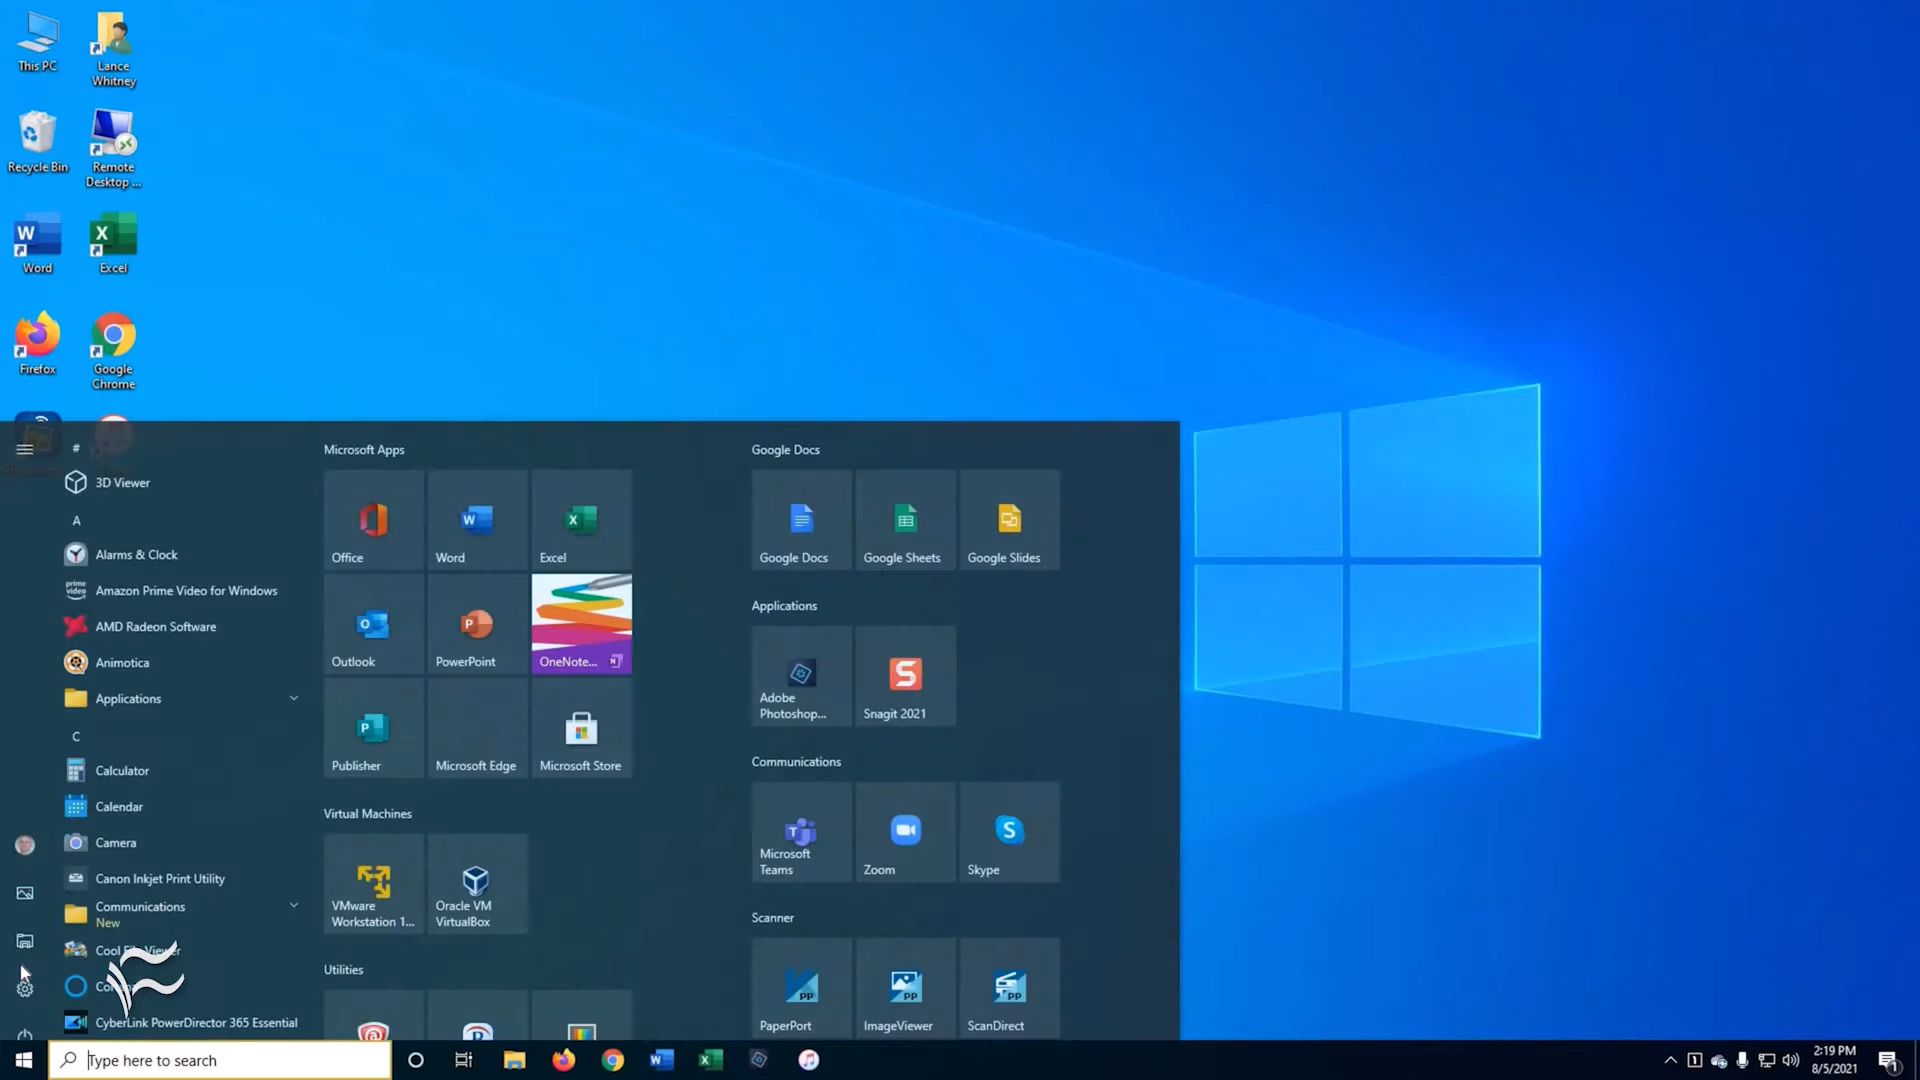 This PC
Lance
Whitney
Recycle Bin
Remote
Desktop ...
Word
Excel
Firefox
Google
Chrome
#
3D Viewer
A
Alarms & Clock
Amazon Prime Video for Windows
AMD Radeon Software
Animotica
Applications
C
Calculator
Calendar
Camera
Canon Inkjet Print Utility
Communications
New
CyberLink PowerDirector 365 Essential
Microsoft Apps
Office
Word
Excel
Outlook
PowerPoint
OneNote...
Publisher
Microsoft Edge
Microsoft Store
Virtual Machines
VMware
Workstation 1...
Oracle VM
VirtualBox
Utilities
Google Docs
Google Docs
Google Sheets
Google Slides
Applications
Adobe
Photoshop...
Snagit 2021
Communications
Microsoft
Teams
Zoom
Skype
Scanner
PaperPort
ImageViewer
ScanDirect
Type here to search
2:19 PM
8/5/2021